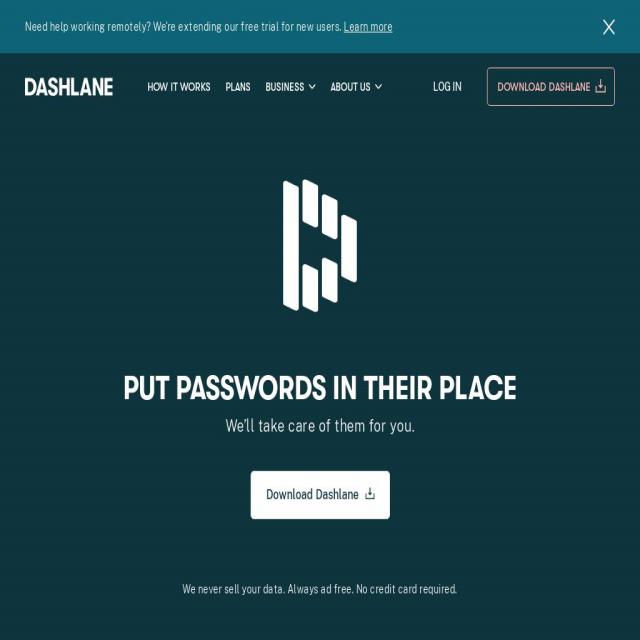 Need help working remotely? We're extending our free trial for new users. Learn more
DASHLANE HOW IT WORKS PLANS BUSINESS ABOUT US LOG IN DOWNLOAD DASHLANE
PUT PASSWORDS IN THEIR PLACE
We'll take care of them for you.
Download Dashlane
We never sell your data. Always ad free. No credit card required.